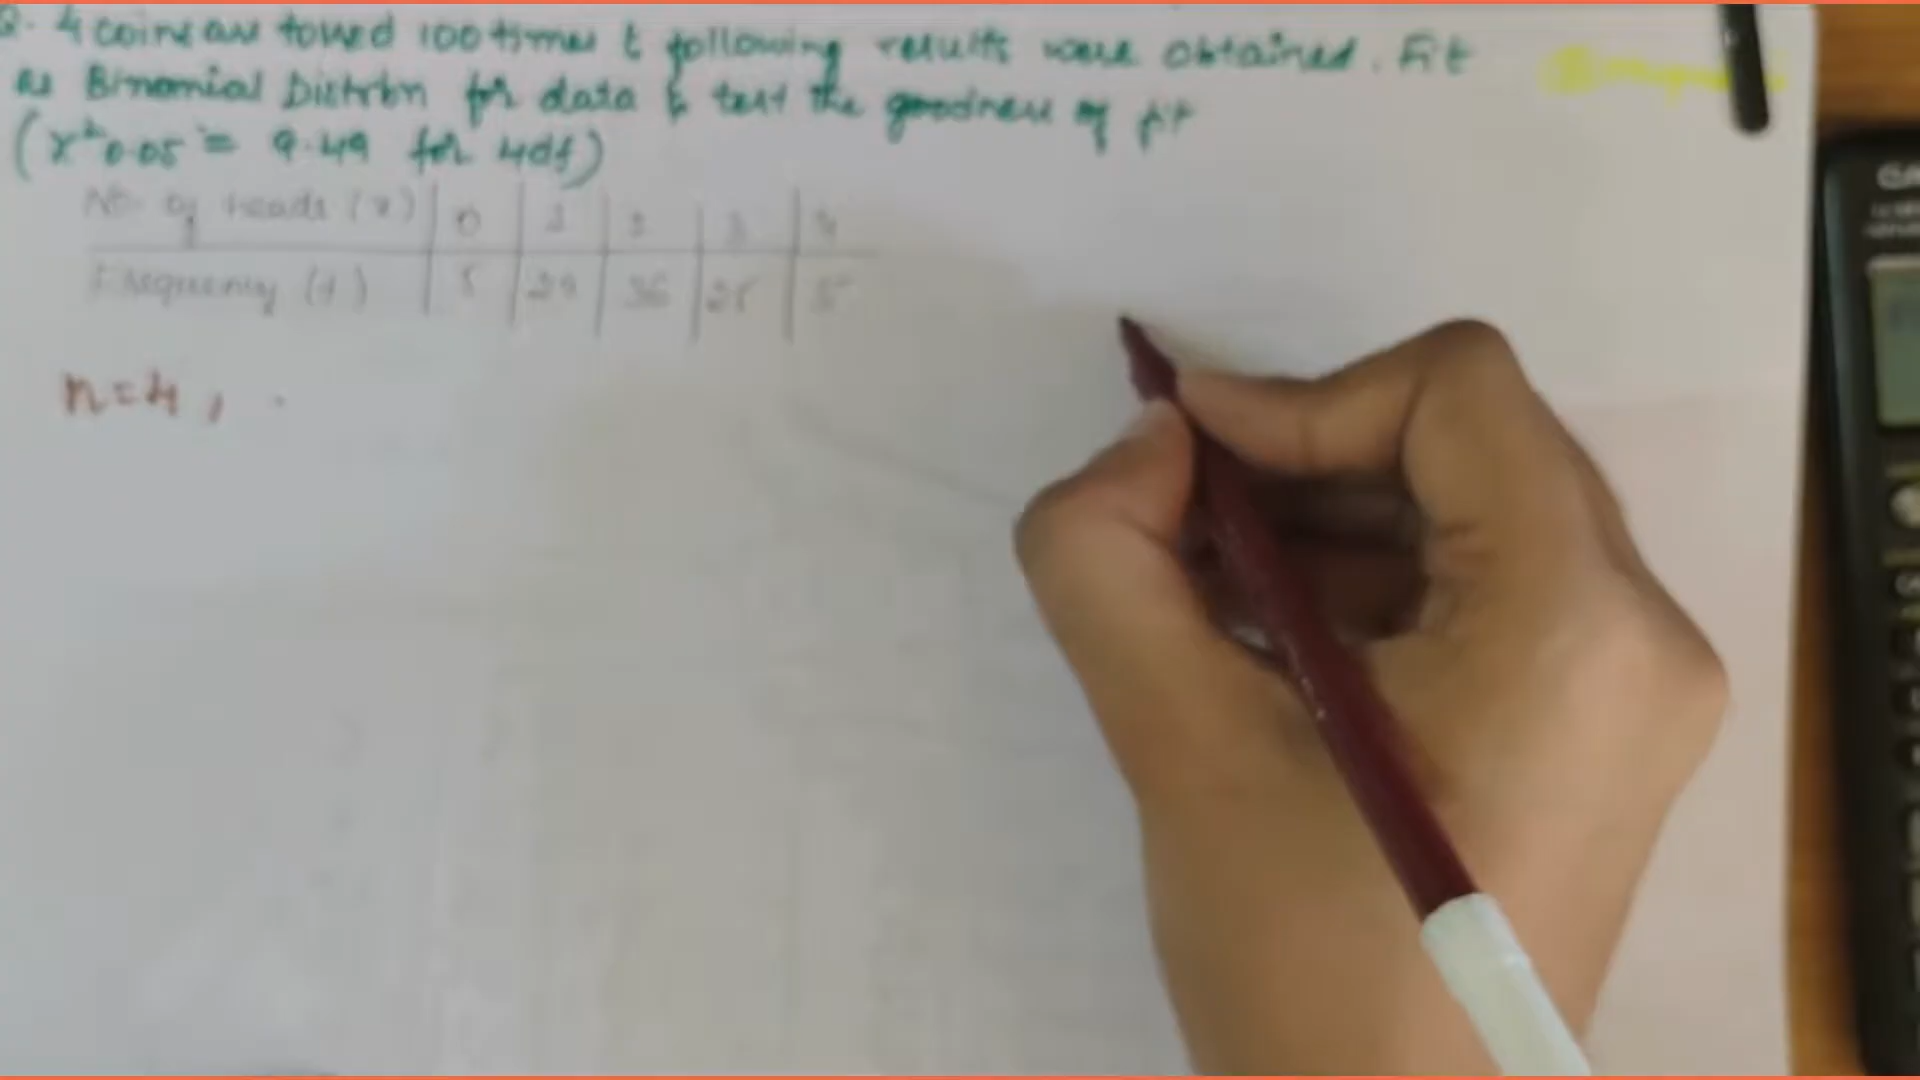 Q. 4 coins are tossed 100 times & following results were obtained. Fit
as Binomial Distrbn for data & test the goodness of fit
(χ²0.05 = 9.49 for 4df)
No. of Heads (x) 0 1 2 3 4
Frequency (f) 5 29 36 25 5
n=4,